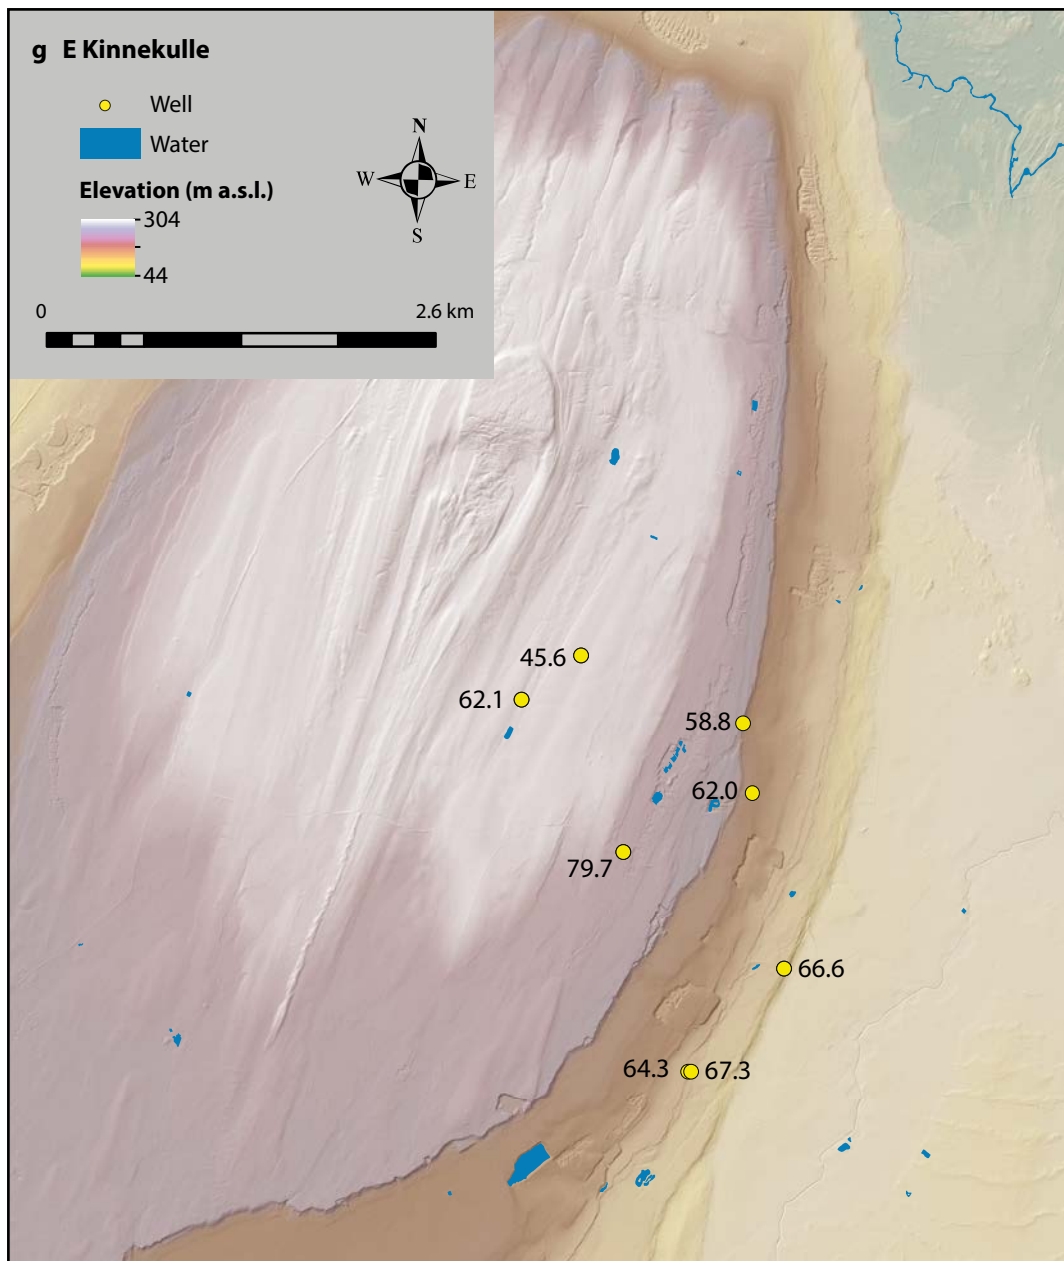 g E Kinnekulle
Well
Water
Elevation (m a.s.l.)
304
44
N
W E
S
0 2.6 km
45.6
62.1
58.8
62.0
79.7
66.6
64.3 67.3